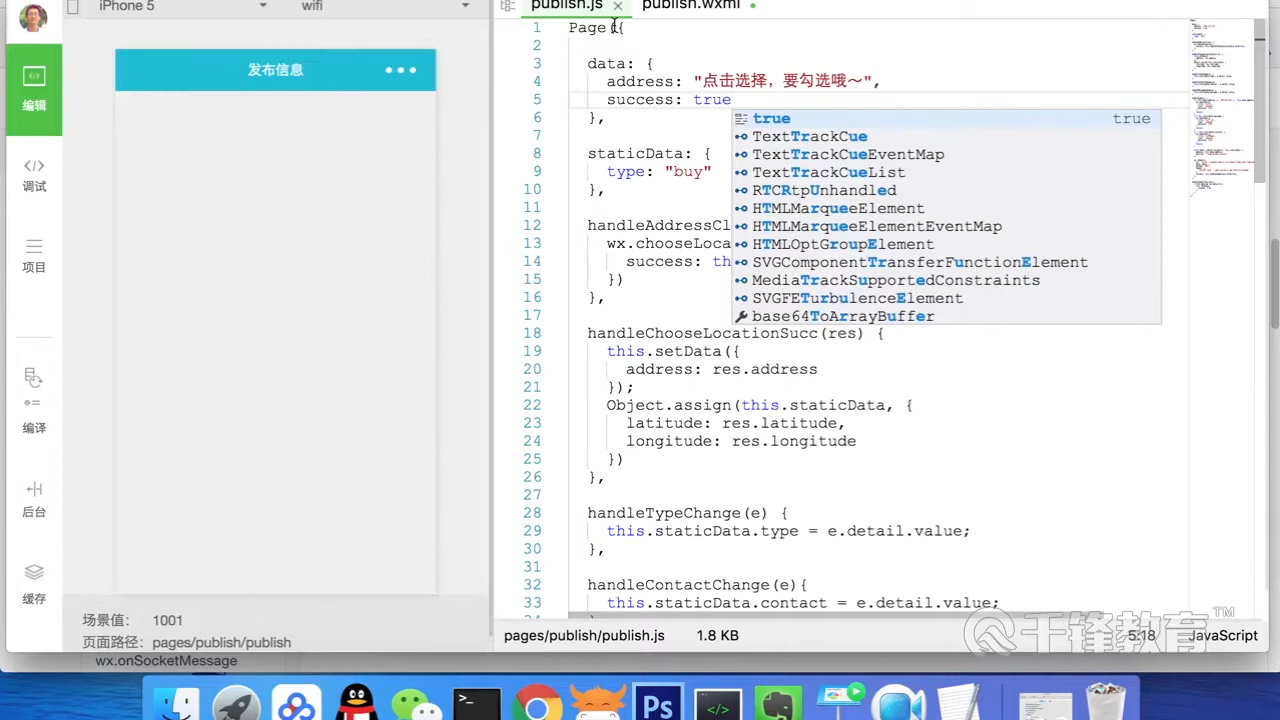 iPhone 5
wifi
publish.js
publish.wxml
编辑
调试
项目
编译
后台
缓存
发布信息
1 Page({
2
3 data: {
4 address: "点击选择，要勾选哦～",
5 success: true
6 },
7
8 staticData: {
9 type: "buy"
10 },
11
12 handleAddressCl
13 wx.chooseLoca
14 success: th
15 })
16 },
17
18 handleChooseLocationSucc(res) {
19 this.setData({
20 address: res.address
21 });
22 Object.assign(this.staticData, {
23 latitude: res.latitude,
24 longitude: res.longitude
25 })
26 },
27
28 handleTypeChange(e) {
29 this.staticData.type = e.detail.value;
30 },
31
32 handleContactChange(e){
33 this.staticData.contact = e.detail.value;
true true
TextTrackCue
TextTrackCueEventMap
TextTrackCueList
RTCRtpUnhandled
HTMLMarqueeElement
HTMLMarqueeElementEventMap
HTMLOptGroupElement
SVGComponentTransferFunctionElement
MediaTrackSupportedConstraints
SVGFETurbulenceElement
base64ToArrayBuffer
场景值： 1001
页面路径： pages/publish/publish
wx.onSocketMessage
pages/publish/publish.js 1.8 KB 5:18 JavaScript
千锋教育 TM
Ps